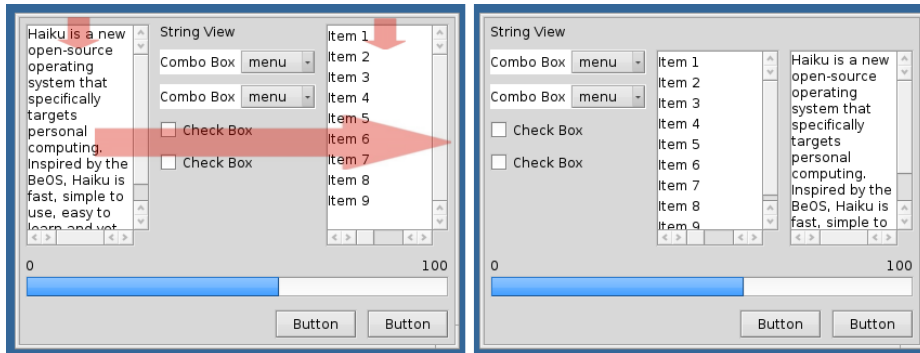 Haiku is a new
open-source
operating
system that
specifically
targets
personal
computing.
Inspired by the
BeOS, Haiku is
fast, simple to
use, easy to
learn and yet
String View
Combo Box menu
Combo Box menu
Check Box
Check Box
Item 1
Item 2
Item 3
Item 4
Item 5
Item 6
Item 7
Item 8
Item 9
0 100
Button Button
String View
Combo Box menu
Combo Box menu
Check Box
Check Box
Item 1
Item 2
Item 3
Item 4
Item 5
Item 6
Item 7
Item 8
Item 9
Haiku is a new
open-source
operating
system that
specifically
targets
personal
computing.
Inspired by the
BeOS, Haiku is
fast, simple to
0 100
Button Button